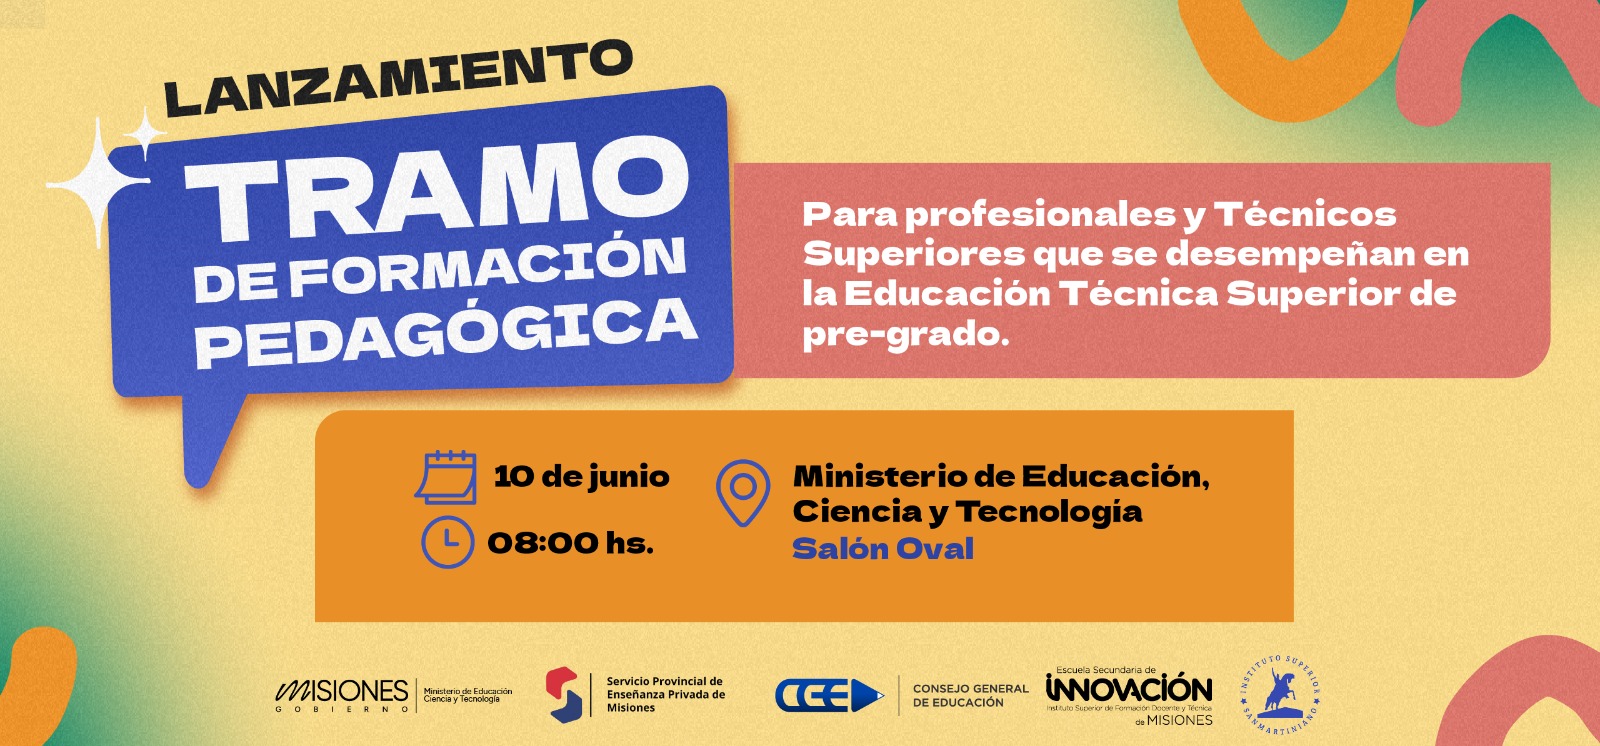 LANZAMIENTO
TRAMO
DE FORMACIÓN
PEDAGÓGICA
Para profesionales y Técnicos
Superiores que se desempeñan en
la Educación Técnica Superior de
pre-grado.
10 de junio
08:00 hs.
Ministerio de Educación,
Ciencia y Tecnología
Salón Oval
MISIONES
GOBIERNO
Ministerio de Educación
Ciencia y Tecnología
Servicio Provincial de
Enseñanza Privada de
Misiones
CGE
CONSEJO GENERAL
DE EDUCACIÓN
Escuela Secundaria de
INNOVACIÓN
Instituto Superior de Formación Docente y Técnica
de MISIONES
INSTITUTO SUPERIOR
SANMARTINIANO